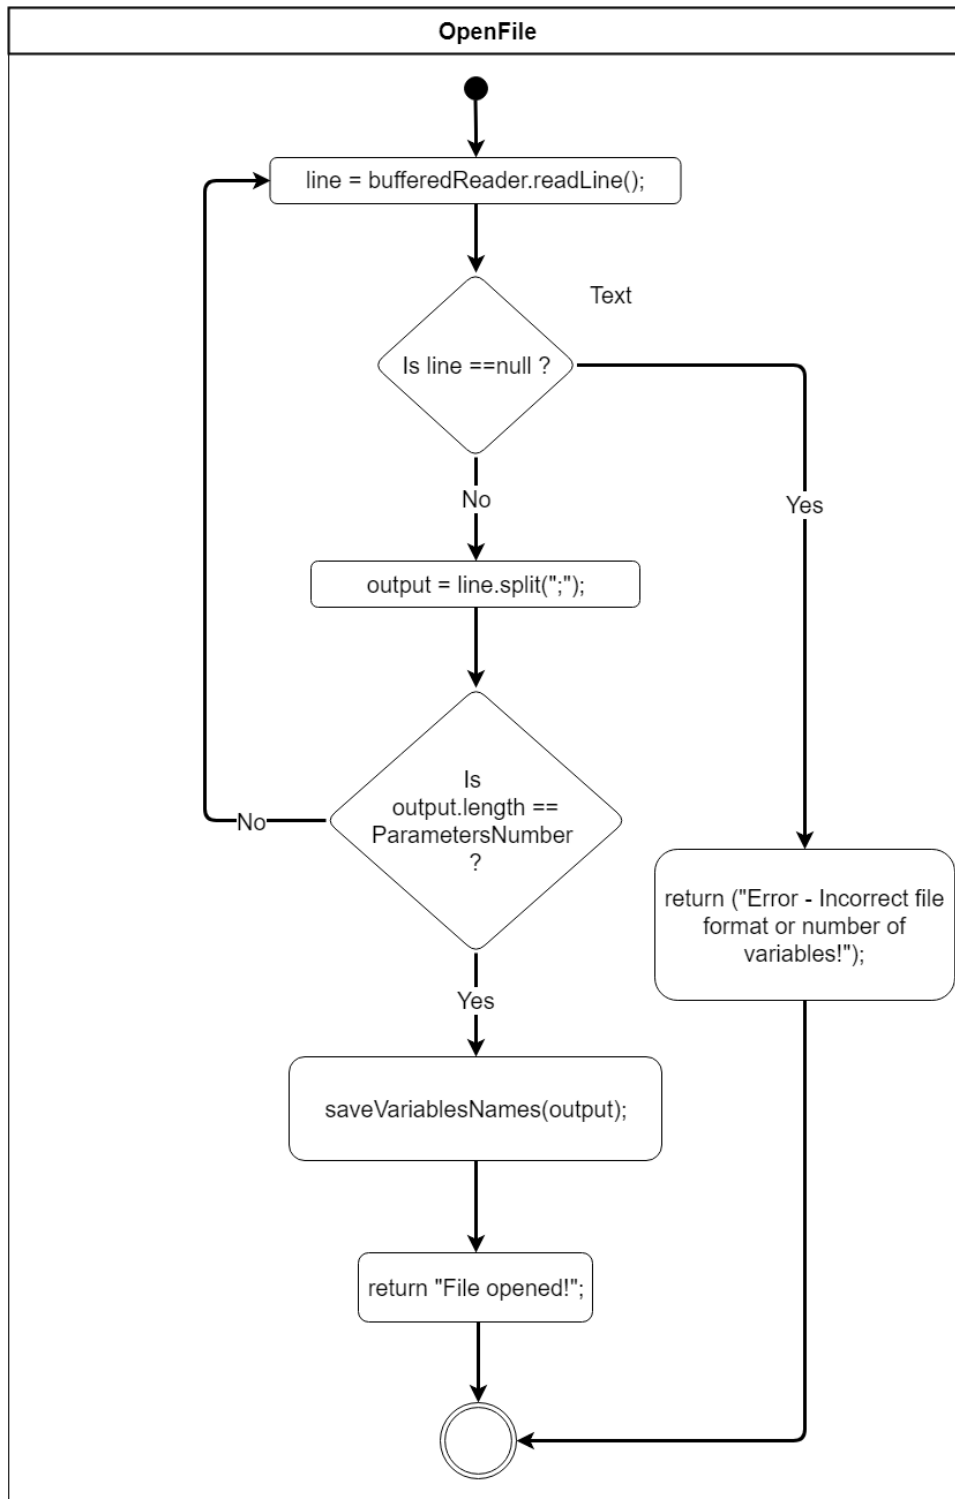 OpenFile
line = bufferedReader.readLine();
Text
Is line ==null ?
No
Yes
output = line.split(";");
Is
output.length ==
ParametersNumber
?
No
return ("Error - Incorrect file
format or number of
variables!");
Yes
saveVariablesNames(output);
return "File opened!";